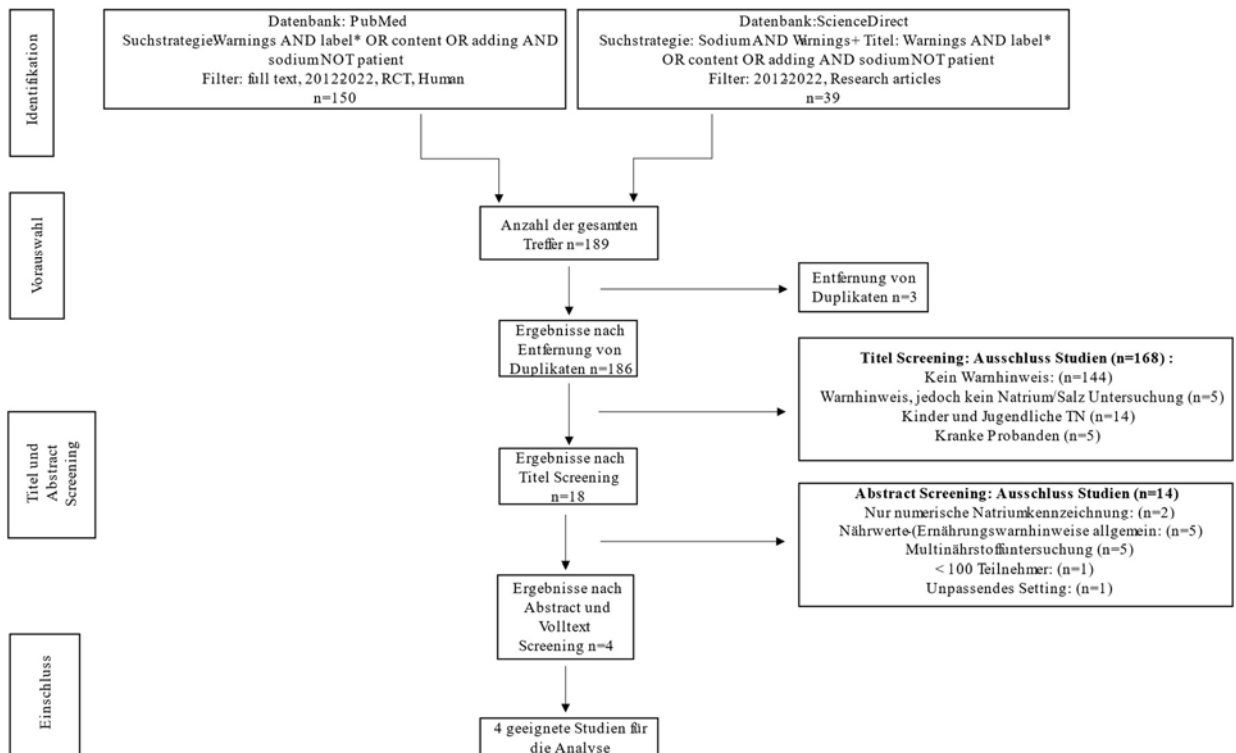 Identifikation
Datenbank: PubMed
SuchstrategieWarnings AND label* OR content OR adding AND
sodiumNOT patient
Filter: full text, 20122022, RCT, Human
n=150
Datenbank:ScienceDirect
Suchstrategie: SodiumAND Warnings+ Titel: Warnings AND label*
OR content OR adding AND sodiumNOT patient
Filter: 2012-2022, Research articles
n=39
Vorauswahl
Anzahl der gesamten
Treffer n=189
Entfernung von
Duplikaten n=3
Ergebnisse nach
Entfernung von
Duplikaten n=186
Titel Screening: Ausschluss Studien (n=168) :
Kein Warnhinweis: (n=144)
Warnhinweis, jedoch kein Natrium/Salz Untersuchung (n=5)
Kinder und Jugendliche TN (n=14)
Kranke Probanden (n=5)
Titel und
Abstract
Screening
Ergebnisse nach
Titel Screening
n=18
Abstract Screening: Ausschluss Studien (n=14)
Nur numerische Natriumkennzeichnung: (n=2)
Nährwerte-(Ernährungswarnhinweise allgemein: (n=5)
Multinährstoffuntersuchung (n=5)
< 100 Teilnehmer: (n=1)
Unpassendes Setting: (n=1)
Ergebnisse nach
Abstract und
Volltext
Screening n=4
Einschluss
4 geeignete Studien für
die Analyse